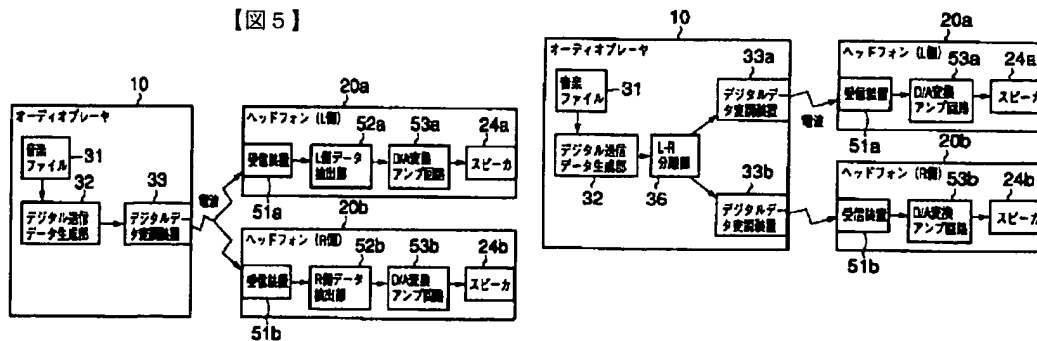 【図5】
10
オーディオプレーヤ
音楽
ファイル
31
32
33
デジタル送信
データ生成部
デジタルデー
タ変調装置
電波
20a
ヘッドフォン(L側)
52a
53a
24a
受信装置
L側データ
抽出部
D/A変換
アンプ回路
スピーカ
51a
20b
ヘッドフォン(R側)
52b
53b
24b
受信装置
R側データ
抽出部
D/A変換
アンプ回路
スピーカ
51b
10
オーディオプレーヤ
音楽
ファイル
31
デジタル送信
データ生成部
32
L-R
分離部
36
33a
デジタルデー
タ変調装置
33b
デジタルデー
タ変調装置
電波
20a
ヘッドフォン(L側)
53a
24a
受信装置
D/A変換
アンプ回路
スピーカ
51a
20b
ヘッドフォン(R側)
53b
24b
受信装置
D/A変換
アンプ回路
スピーカ
51b